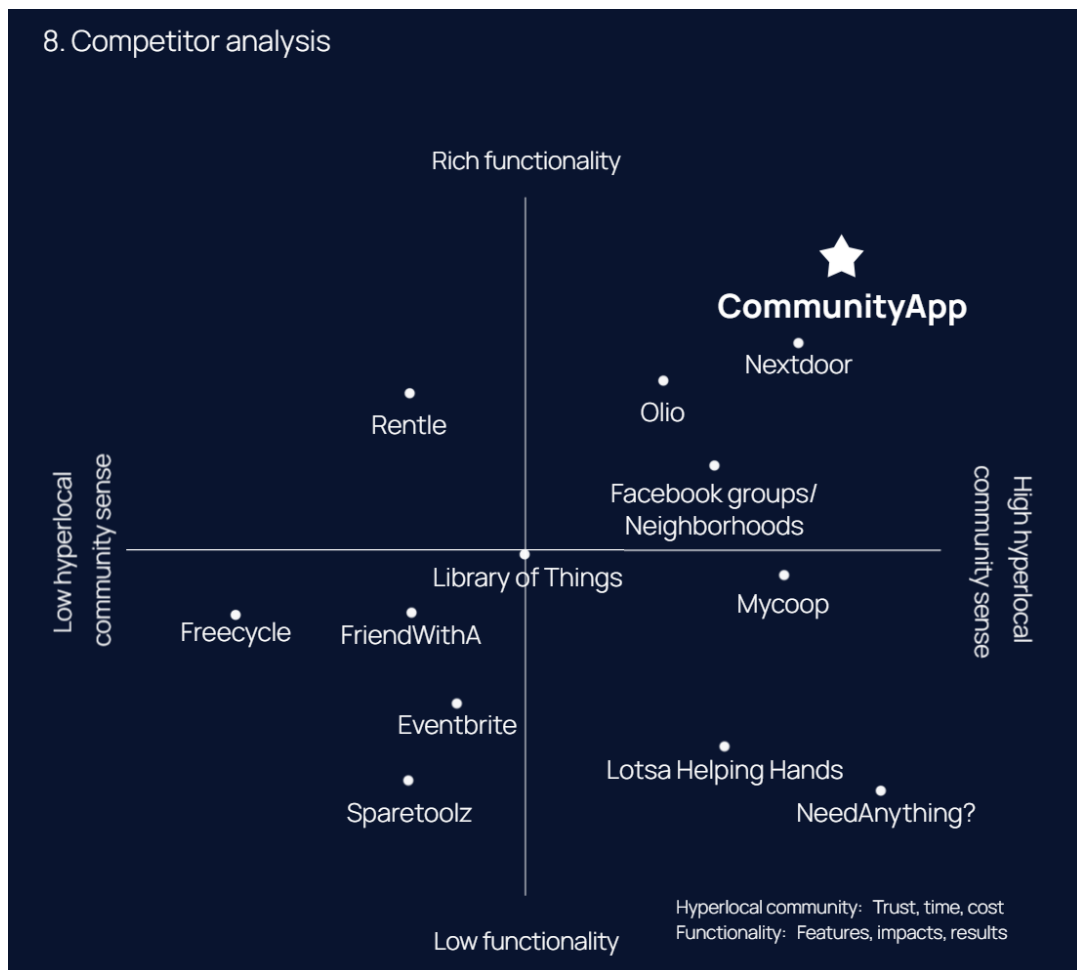 8. Competitor analysis
Rich functionality
CommunityApp
Nextdoor
Olio
Rentle
Facebook groups/
Neighborhoods
Low hyperlocal
community sense
High hyperlocal
community sense
Library of Things
Mycoop
Freecycle
FriendWithA
Eventbrite
Lotsa Helping Hands
NeedAnything?
Sparetoolz
Hyperlocal community: Trust, time, cost
Functionality: Features, impacts, results
Low functionality